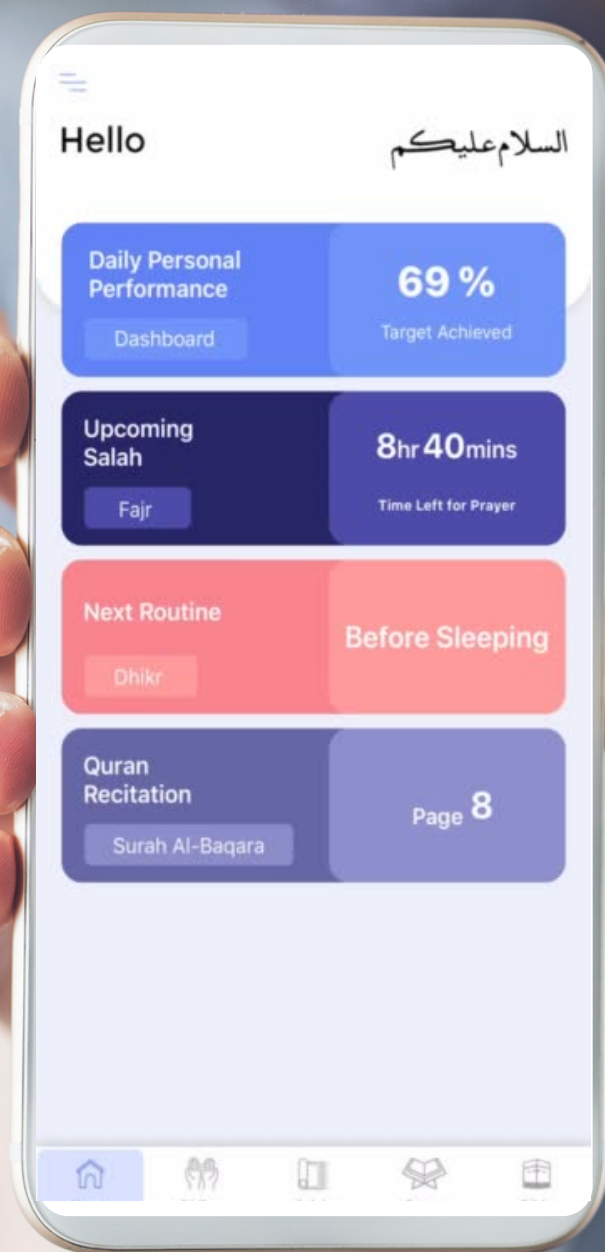 Hello
السلام عليكم
Daily Personal
Performance
Dashboard
69 %
Target Achieved
Upcoming
Salah
Fajr
8hr 40mins
Time Left for Prayer
Next Routine
Dhikr
Before Sleeping
Quran
Recitation
Surah Al-Baqara
Page 8